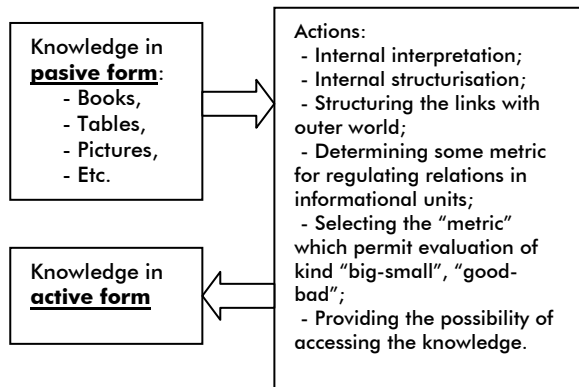 Knowledge in
pasive form:
- Books,
- Tables,
- Pictures,
- Etc.
Actions:
- Internal interpretation;
- Internal structurisation;
- Structuring the links with
outer world;
- Determining some metric
for regulating relations in
informational units;
- Selecting the “metric”
which permit evaluation of
kind “big-small”, “good-
bad”;
- Providing the possibility of
accessing the knowledge.
Knowledge in
active form